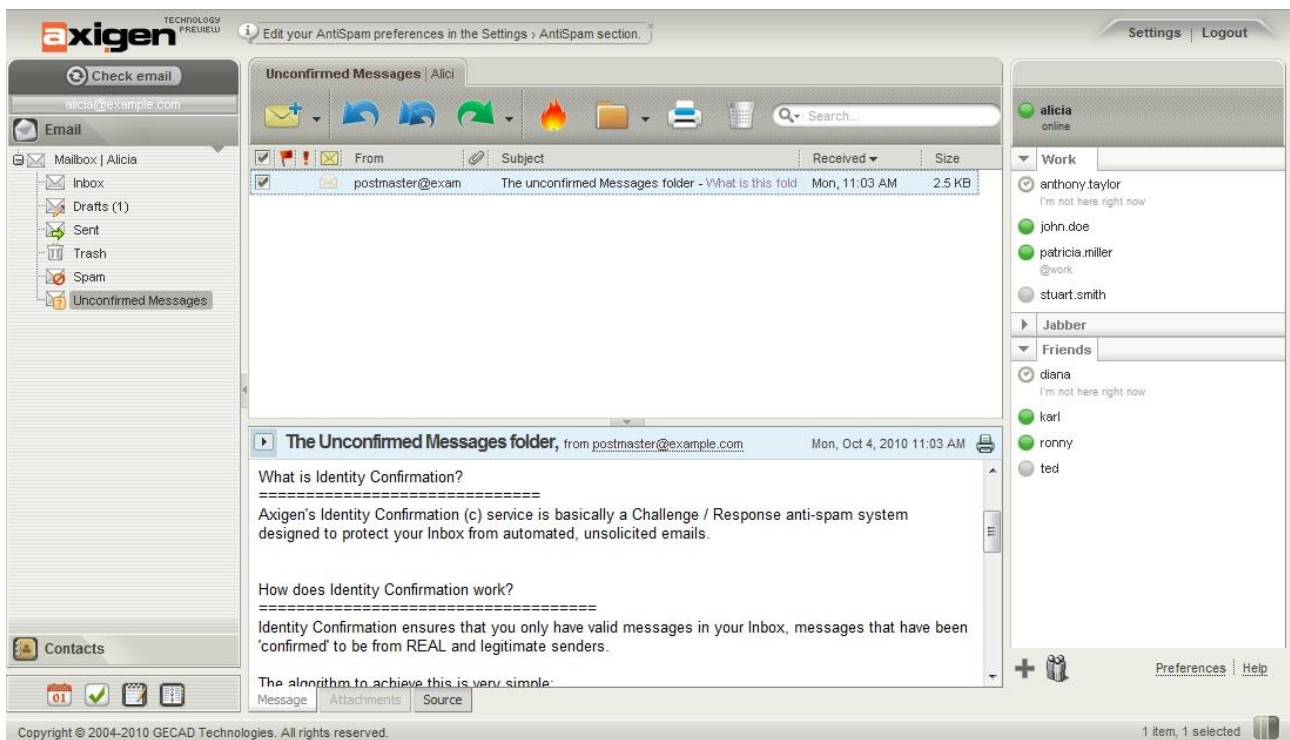 axigen TECHNOLOGY PREVIEW
Edit your AntiSpam preferences in the Settings › AntiSpam section.
Settings | Logout
Check email
alicia@example.com
Email
Mailbox | Alicia
Inbox
Drafts (1)
Sent
Trash
Spam
Unconfirmed Messages
Contacts
01
Unconfirmed Messages | Alici
Search...
From Subject Received Size
postmaster@exam The unconfirmed Messages folder - What is this fold Mon, 11:03 AM 2.5 KB
The Unconfirmed Messages folder, from postmaster@example.com Mon, Oct 4, 2010 11:03 AM
What is Identity Confirmation?
==============================
Axigen's Identity Confirmation (c) service is basically a Challenge / Response anti-spam system
designed to protect your Inbox from automated, unsolicited emails.
How does Identity Confirmation work?
====================================
Identity Confirmation ensures that you only have valid messages in your Inbox, messages that have been
'confirmed' to be from REAL and legitimate senders.
The algorithm to achieve this is very simple:
Message Attachments Source
alicia
online
Work
anthony.taylor
I'm not here right now
john.doe
patricia.miller
@work
stuart.smith
Jabber
Friends
diana
I'm not here right now
karl
ronny
ted
Preferences | Help
Copyright © 2004-2010 GECAD Technologies. All rights reserved.
1 item, 1 selected